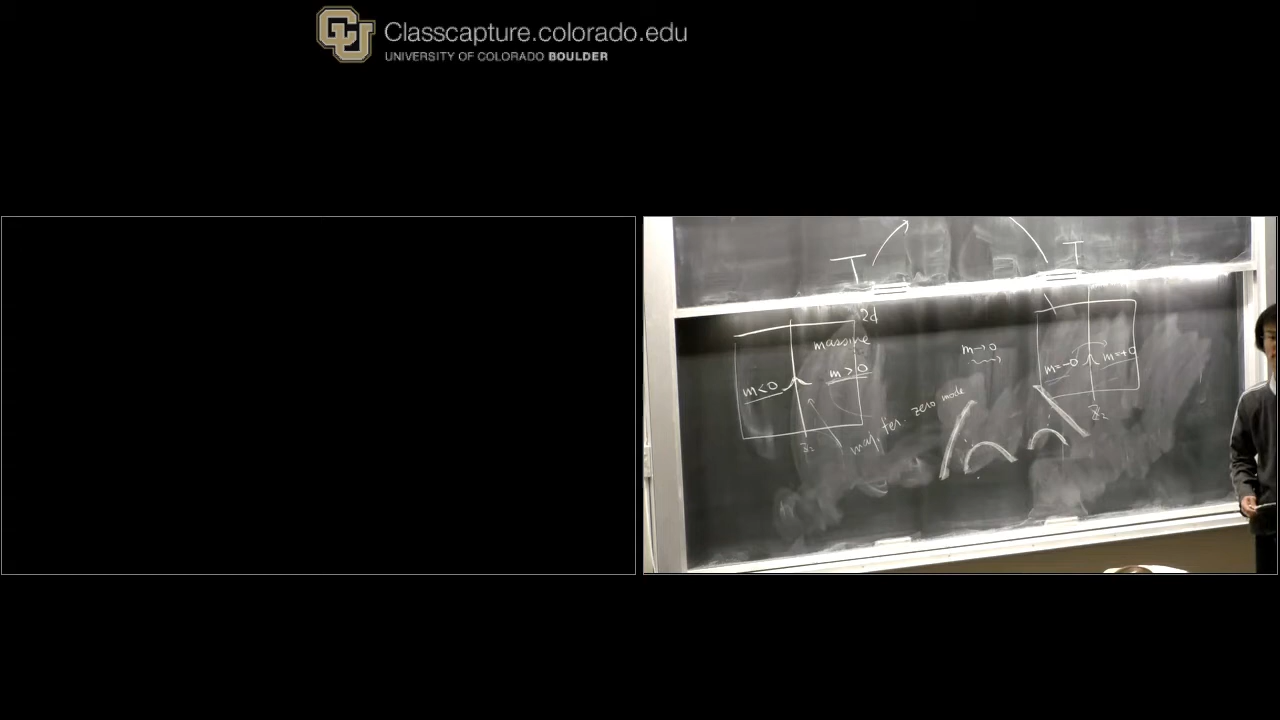 Classcapture.colorado.edu
UNIVERSITY OF COLORADO BOULDER
T
T
2d
massive
m<0
m>0
m→0
m=-0
m=+0
ℤ₂
maj. fer. zero mode
ℤ₂